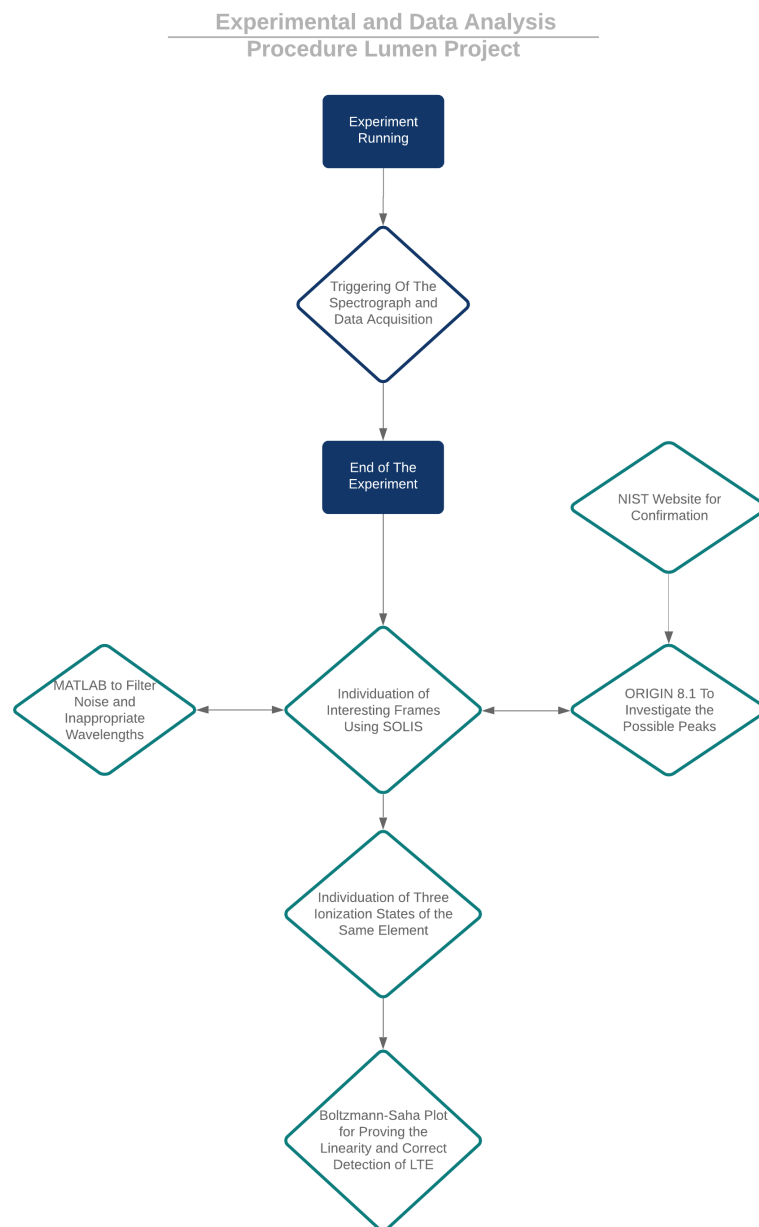 Experimental and Data Analysis
Procedure Lumen Project
Experiment
Running
Triggering Of The
Spectrograph and
Data Acquisition
End of The
Experiment
NIST Website for
Confirmation
MATLAB to Filter
Noise and
Inappropriate
Wavelengths
Individuation of
Interesting Frames
Using SOLIS
ORIGIN 8.1 To
Investigate the
Possible Peaks
Individuation of Three
Ionization States of the
Same Element
Boltzmann-Saha Plot
for Proving the
Linearity and Correct
Detection of LTE